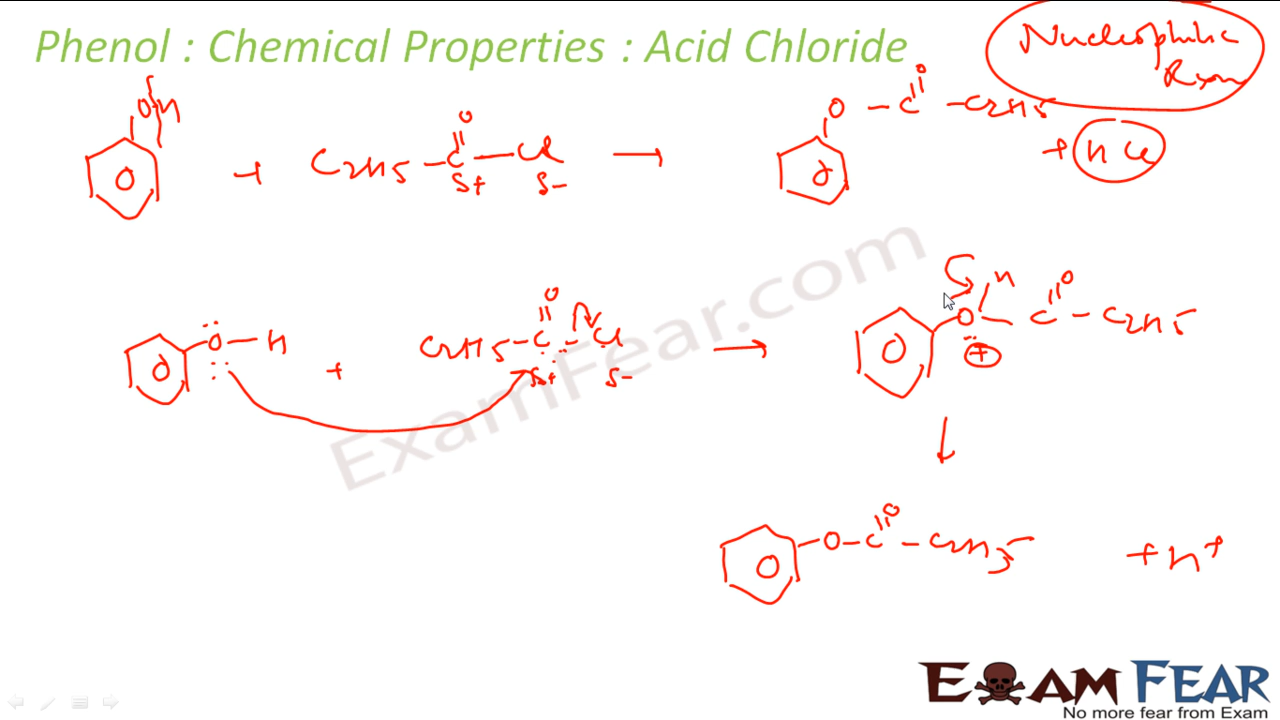 Phenol : Chemical Properties : Acid Chloride
Nucleophilic
Rxn
OH
O
+ C2H5 – C – Cl →
δ+ δ–
O
O – C – C2H5
+ HCl
O – H
+
O
C2H5 – C Cl
δ+ δ–
→
H O
O C – C2H5
+
↓
O
O – C – C2H5 + H+
ExamFear.com
EXAM FEAR
No more fear from Exam